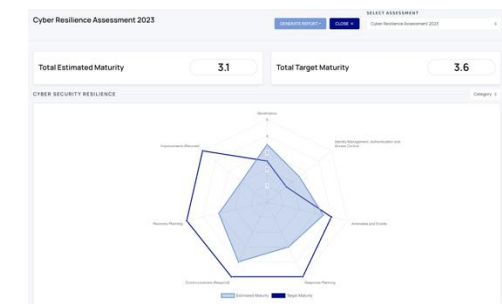 Cyber Resilience Assessment 2023
SELECT ASSESSMENT
GENERATE REPORT
CLOSE ×
Cyber Resilience Assessment 2023
Total Estimated Maturity
3.1
Total Target Maturity
3.6
CYBER SECURITY RESILIENCE
Category
Governance
Improvements (Recover)
Identity Management, Authentication and
Access Control
Recovery Planning
Anomalies and Events
Communications (Respond)
Response Planning
Estimated Maturity
Target Maturity